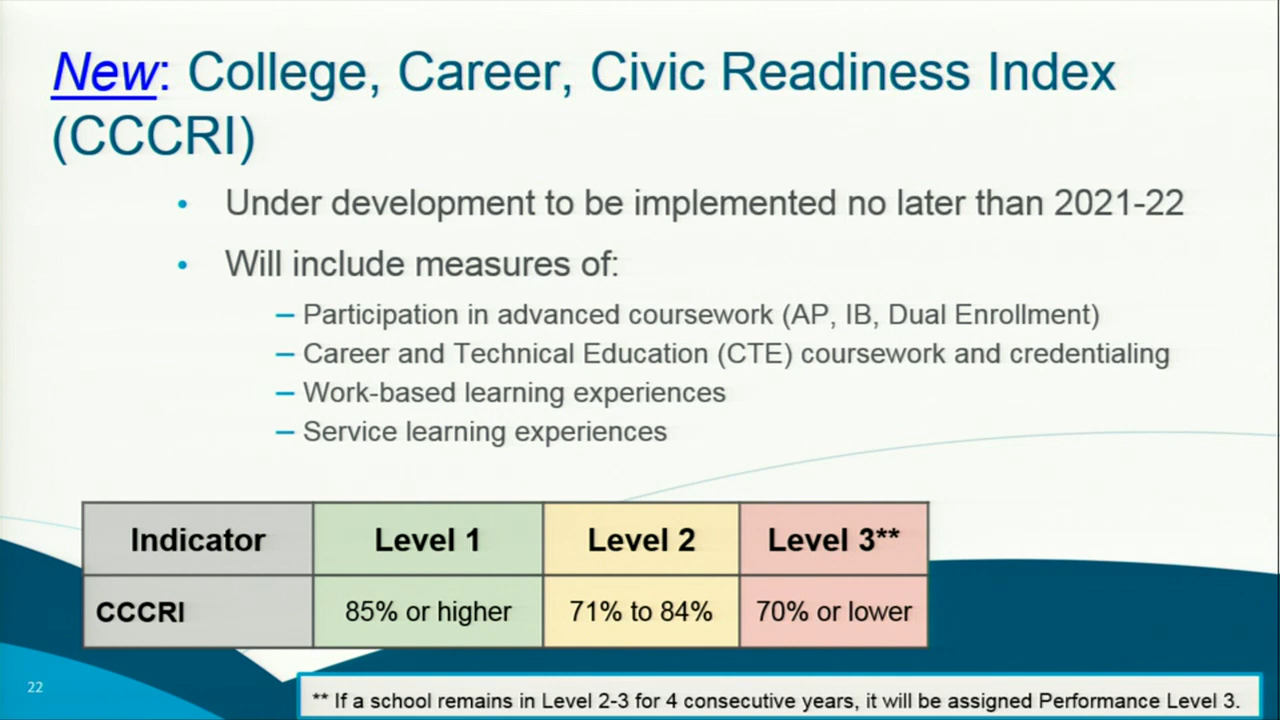 New: College, Career, Civic Readiness Index
(CCCRI)
• Under development to be implemented no later than 2021-22
• Will include measures of:
– Participation in advanced coursework (AP, IB, Dual Enrollment)
– Career and Technical Education (CTE) coursework and credentialing
– Work-based learning experiences
– Service learning experiences
Indicator Level 1 Level 2 Level 3**
CCCRI 85% or higher 71% to 84% 70% or lower
22
** If a school remains in Level 2-3 for 4 consecutive years, it will be assigned Performance Level 3.